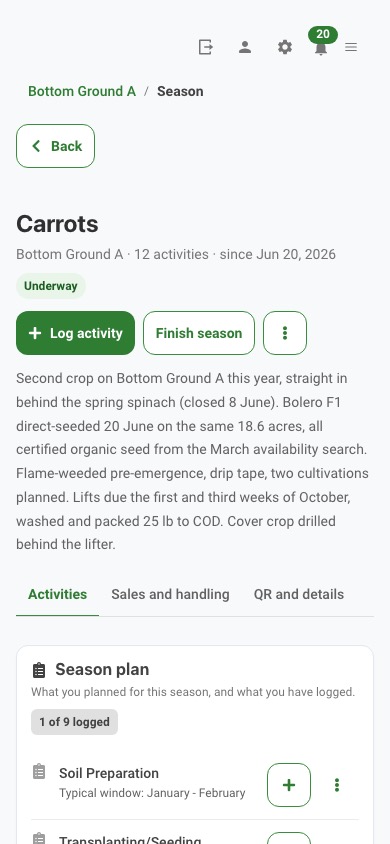 20
Bottom Ground A / Season
Back
Carrots
Bottom Ground A · 12 activities · since Jun 20, 2026
Underway
+ Log activity
Finish season
Second crop on Bottom Ground A this year, straight in
behind the spring spinach (closed 8 June). Bolero F1
direct-seeded 20 June on the same 18.6 acres, all
certified organic seed from the March availability search.
Flame-weeded pre-emergence, drip tape, two cultivations
planned. Lifts due the first and third weeks of October,
washed and packed 25 lb to COD. Cover crop drilled
behind the lifter.
Activities Sales and handling QR and details
Season plan
What you planned for this season, and what you have logged.
1 of 9 logged
Soil Preparation
Typical window: January - February
Transplanting/Seeding